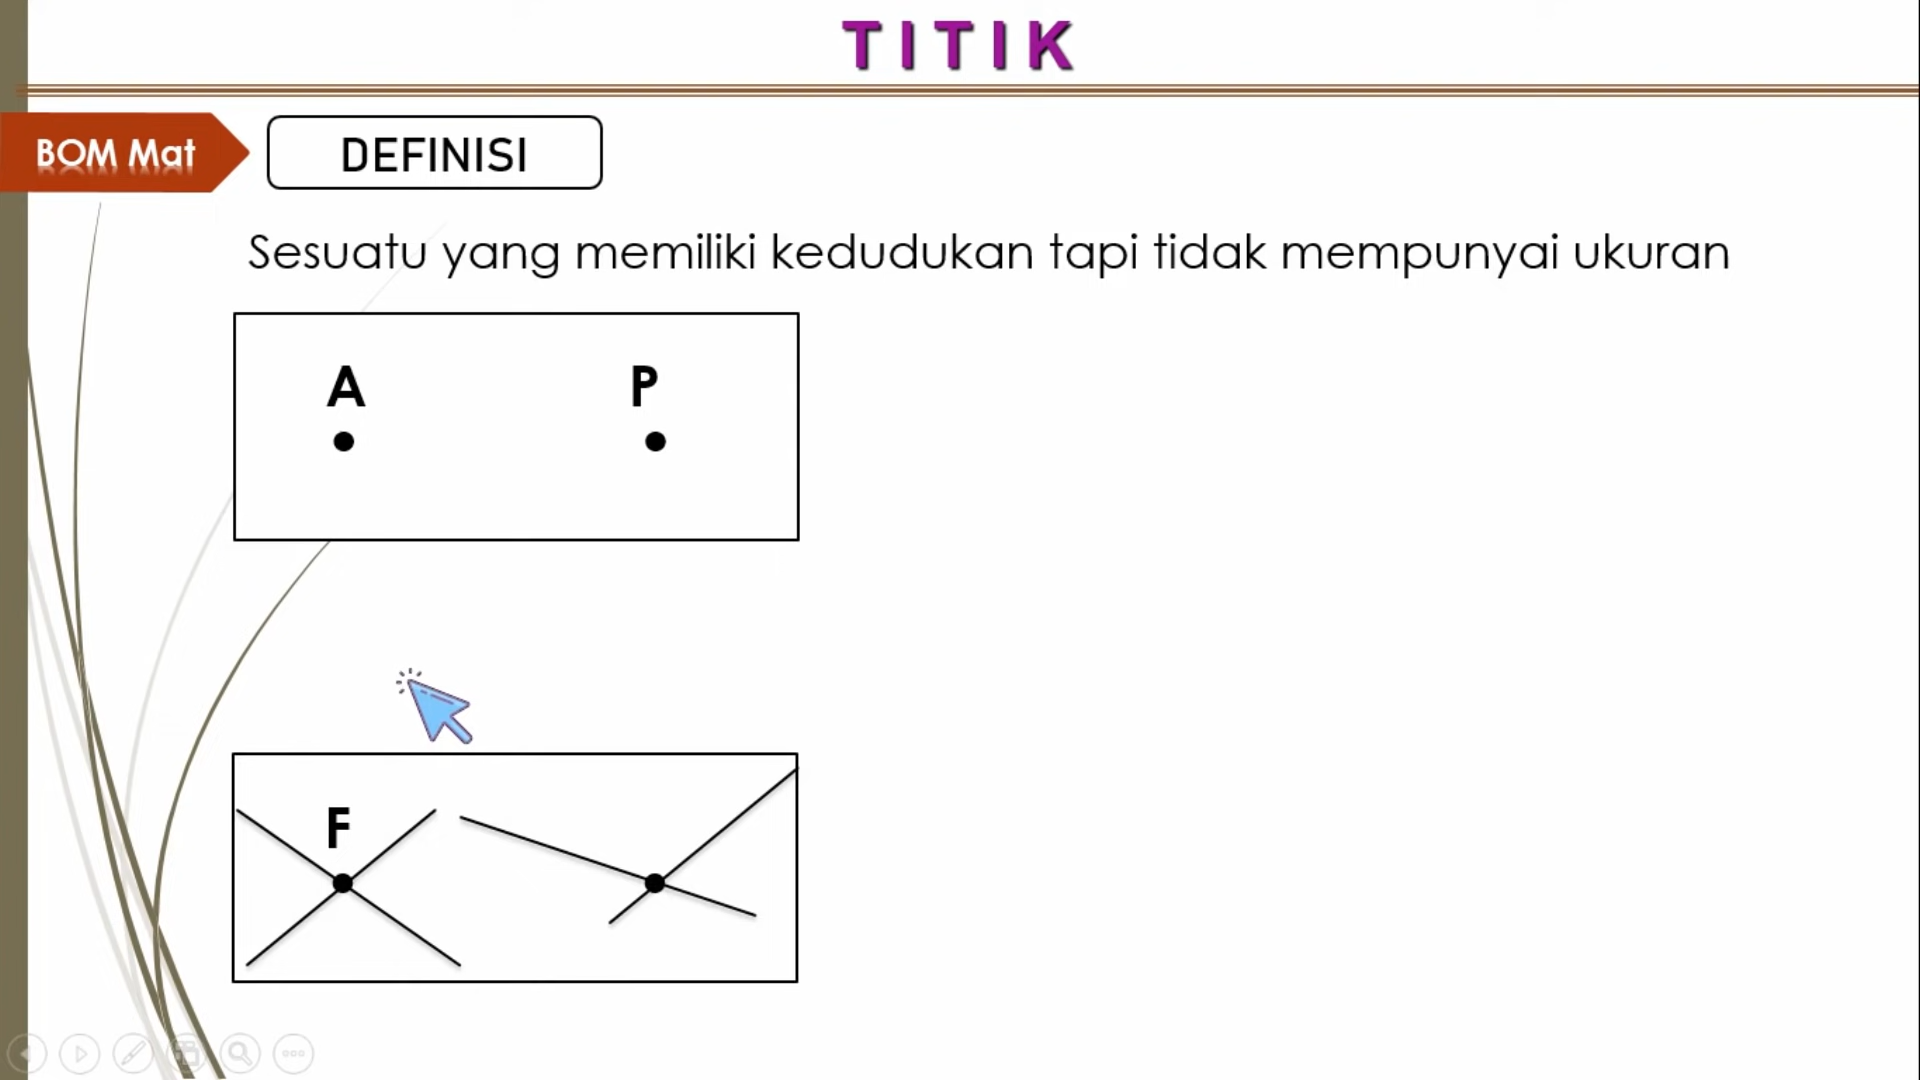 TITIK
BOM Mat
DEFINISI
Sesuatu yang memiliki kedudukan tapi tidak mempunyai ukuran
A
P
F